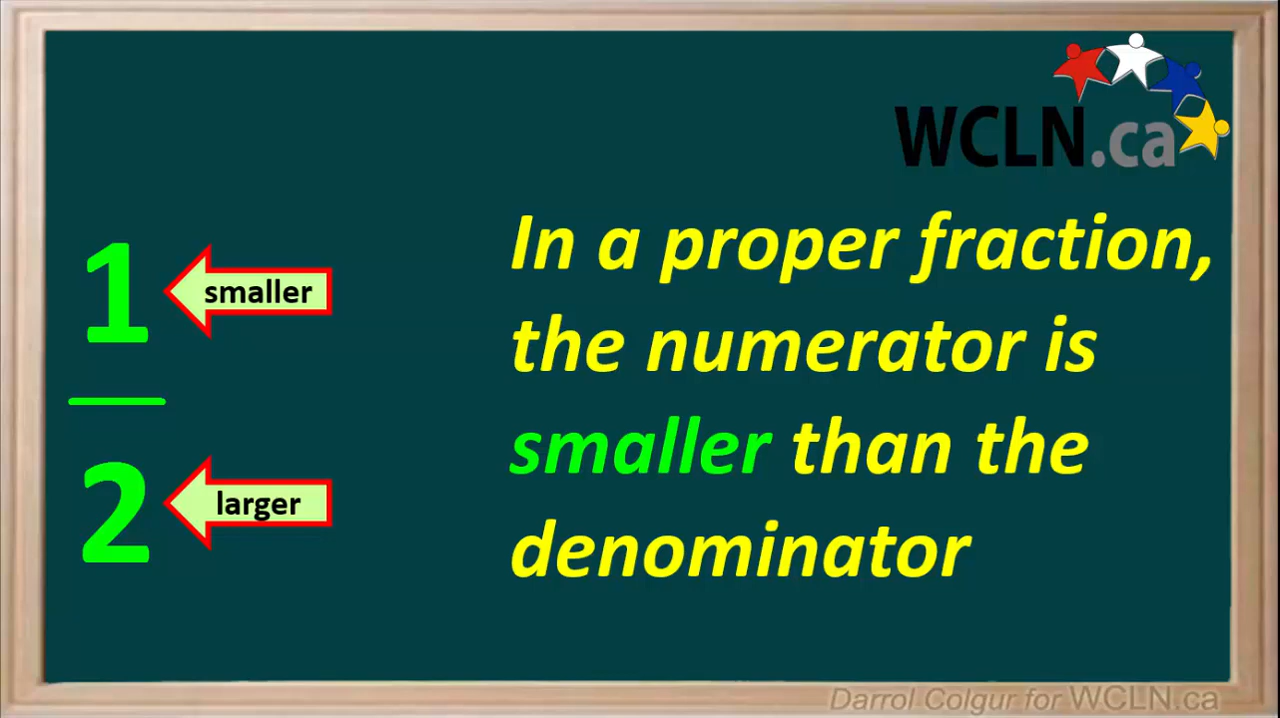 WCLN.ca
1
smaller
2
larger
In a proper fraction,
the numerator is
smaller than the
denominator
Darrol Colgur for WCLN.ca